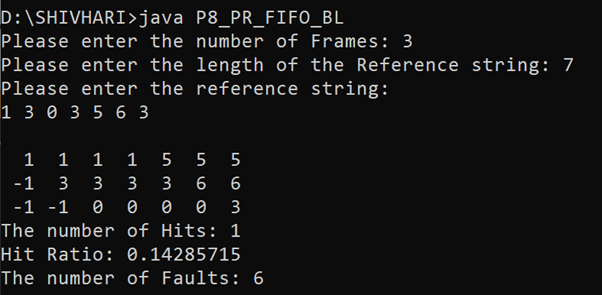 D:\SHIVHARI>java P8_PR_FIFO_BL
Please enter the number of Frames: 3
Please enter the length of the Reference string: 7
Please enter the reference string:
1 3 0 3 5 6 3
1 1 1 1 5 5 5
-1 3 3 3 3 6 6
-1 -1 0 0 0 0 3
The number of Hits: 1
Hit Ratio: 0.14285715
The number of Faults: 6